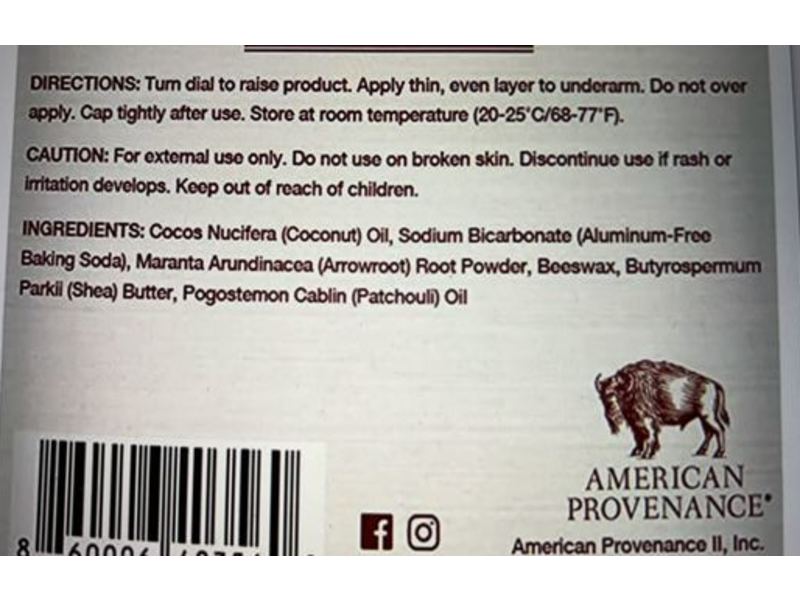 DIRECTIONS: Turn dial to raise product. Apply thin, even layer to underarm. Do not over
apply. Cap tightly after use. Store at room temperature (20-25°C/68-77°F).
CAUTION: For external use only. Do not use on broken skin. Discontinue use if rash or
irritation develops. Keep out of reach of children.
INGREDIENTS: Cocos Nucifera (Coconut) Oil, Sodium Bicarbonate (Aluminum-Free
Baking Soda), Maranta Arundinacea (Arrowroot) Root Powder, Beeswax, Butyrospermum
Parkii (Shea) Butter, Pogostemon Cablin (Patchouli) Oil
AMERICAN
PROVENANCE®
American Provenance II, Inc.
8